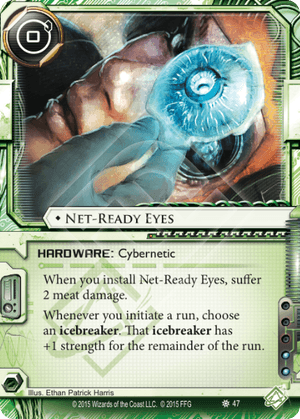 0
• Net-Ready Eyes
HARDWARE: Cybernetic
When you install Net-Ready Eyes, suffer
2 meat damage.
Whenever you initiate a run, choose
an icebreaker. That icebreaker has
+1 strength for the remainder of the run.
Illus. Ethan Patrick Harris
© 2015 Wizards of the Coast LLC. © 2015 FFG
47